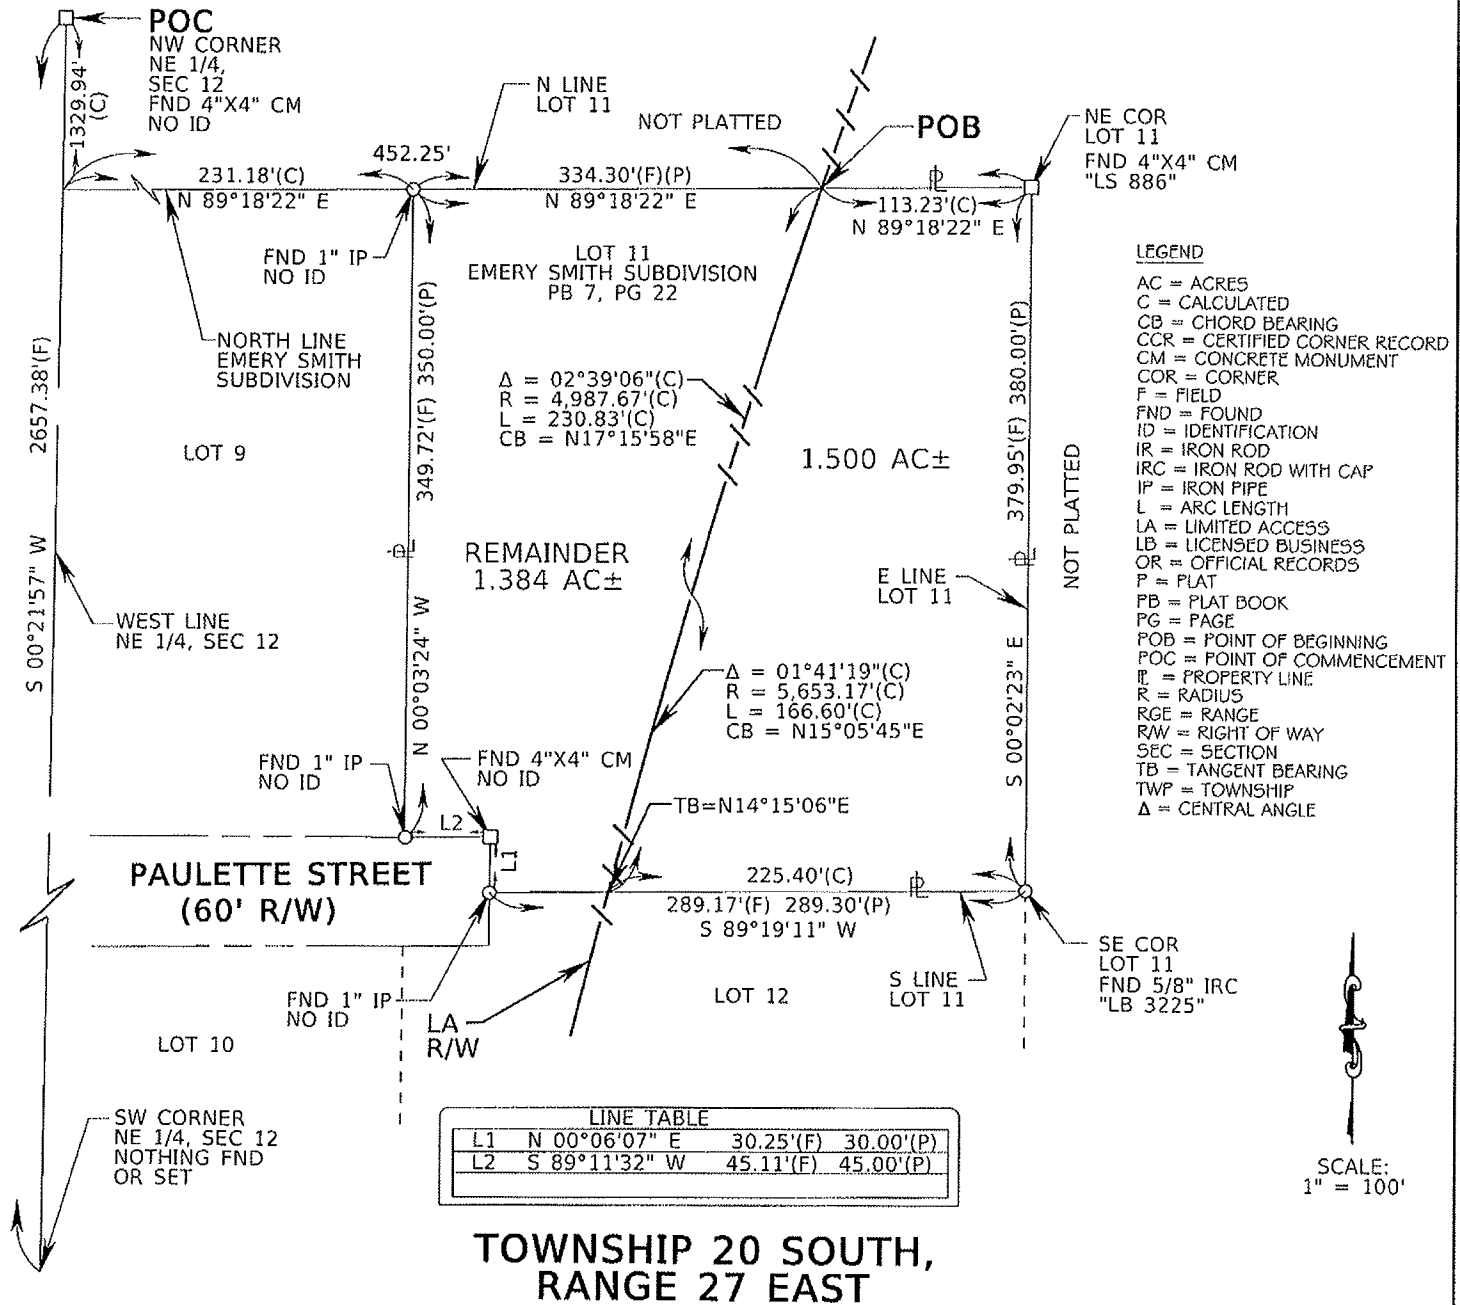 POC
NW CORNER
NE 1/4,
SEC 12
FND 4"X4" CM
NO ID
1329.94'
(C)
N LINE
LOT 11
NOT PLATTED
POB
NE COR
LOT 11
FND 4"X4" CM
"LS 886"
452.25'
231.18'(C)
N 89°18'22" E
334.30'(F)(P)
N 89°18'22" E
113.23'(C)
N 89°18'22" E
FND 1" IP
NO ID
LOT 11
EMERY SMITH SUBDIVISION
PB 7, PG 22
NORTH LINE
EMERY SMITH
SUBDIVISION
Δ = 02°39'06"(C)
R = 4,987.67'(C)
L = 230.83'(C)
CB = N17°15'58"E
LOT 9
S 00°21'57" W 2657.38'(F)
N 00°03'24" W 349.72'(F) 350.00'(P)
1.500 AC±
S 00°02'23" E 379.95'(F) 380.00'(P)
NOT PLATTED
REMAINDER
1.384 AC±
E LINE
LOT 11
WEST LINE
NE 1/4, SEC 12
Δ = 01°41'19"(C)
R = 5,653.17'(C)
L = 166.60'(C)
CB = N15°05'45"E
FND 1" IP
NO ID
FND 4"X4" CM
NO ID
TB=N14°15'06"E
L2
L1
PAULETTE STREET
(60' R/W)
225.40'(C)
289.17'(F) 289.30'(P)
S 89°19'11" W
FND 1" IP
NO ID
LA
R/W
LOT 12
S LINE
LOT 11
SE COR
LOT 11
FND 5/8" IRC
"LB 3225"
LOT 10
SW CORNER
NE 1/4, SEC 12
NOTHING FND
OR SET
LEGEND
AC = ACRES
C = CALCULATED
CB = CHORD BEARING
CCR = CERTIFIED CORNER RECORD
CM = CONCRETE MONUMENT
COR = CORNER
F = FIELD
FND = FOUND
ID = IDENTIFICATION
IR = IRON ROD
IRC = IRON ROD WITH CAP
IP = IRON PIPE
L = ARC LENGTH
LA = LIMITED ACCESS
LB = LICENSED BUSINESS
OR = OFFICIAL RECORDS
P = PLAT
PB = PLAT BOOK
PG = PAGE
POB = POINT OF BEGINNING
POC = POINT OF COMMENCEMENT
PL = PROPERTY LINE
R = RADIUS
RGE = RANGE
R/W = RIGHT OF WAY
SEC = SECTION
TB = TANGENT BEARING
TWP = TOWNSHIP
Δ = CENTRAL ANGLE
LINE TABLE
L1 N 00°06'07" E 30.25'(F) 30.00'(P)
L2 S 89°11'32" W 45.11'(F) 45.00'(P)
SCALE:
1" = 100'
TOWNSHIP 20 SOUTH,
RANGE 27 EAST